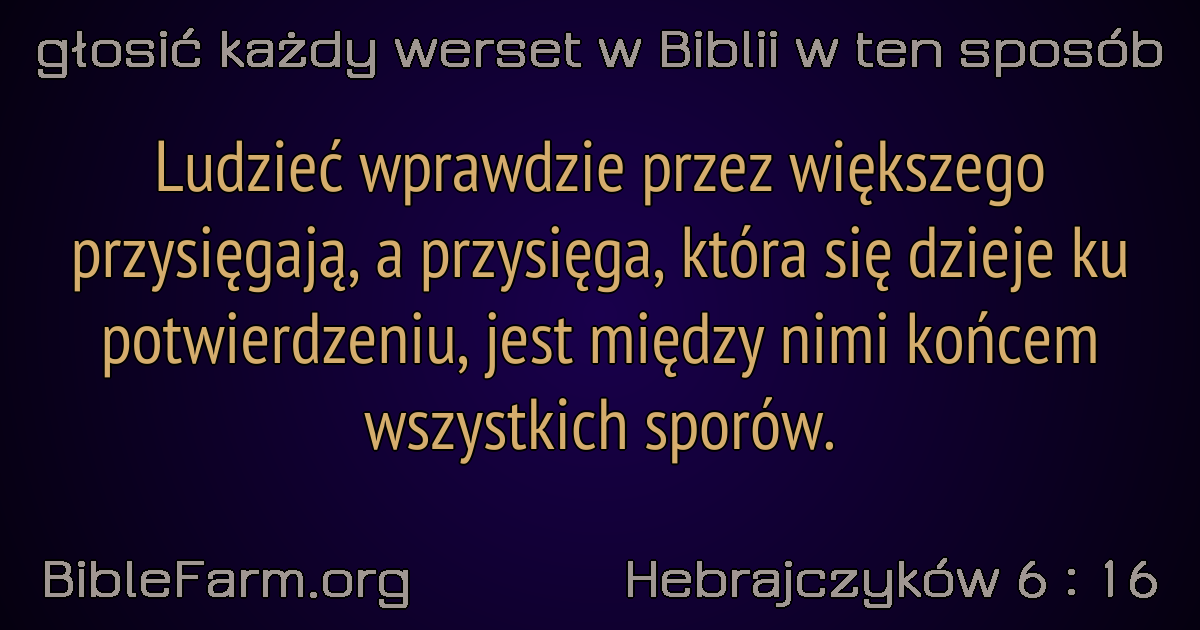 głosić każdy werset w Biblii w ten sposób
Ludzieć wprawdzie przez większego
przysięgają, a przysięga, która się dzieje ku
potwierdzeniu, jest między nimi końcem
wszystkich sporów.
BibleFarm.org
Hebrajczyków 6 : 16